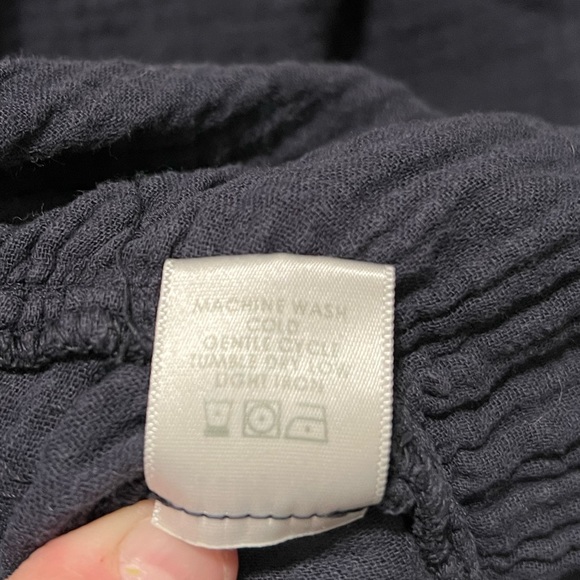 MACHINE WASH
COLD
GENTLE CYCLE
TUMBLE DRY LOW
LIGHT IRON